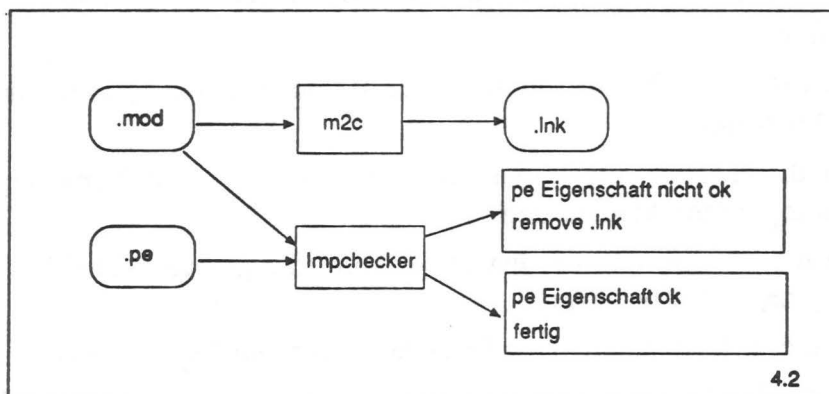 .mod
m2c
.lnk
pe Eigenschaft nicht ok
remove .lnk
.pe
Impchecker
pe Eigenschaft ok
fertig
4.2